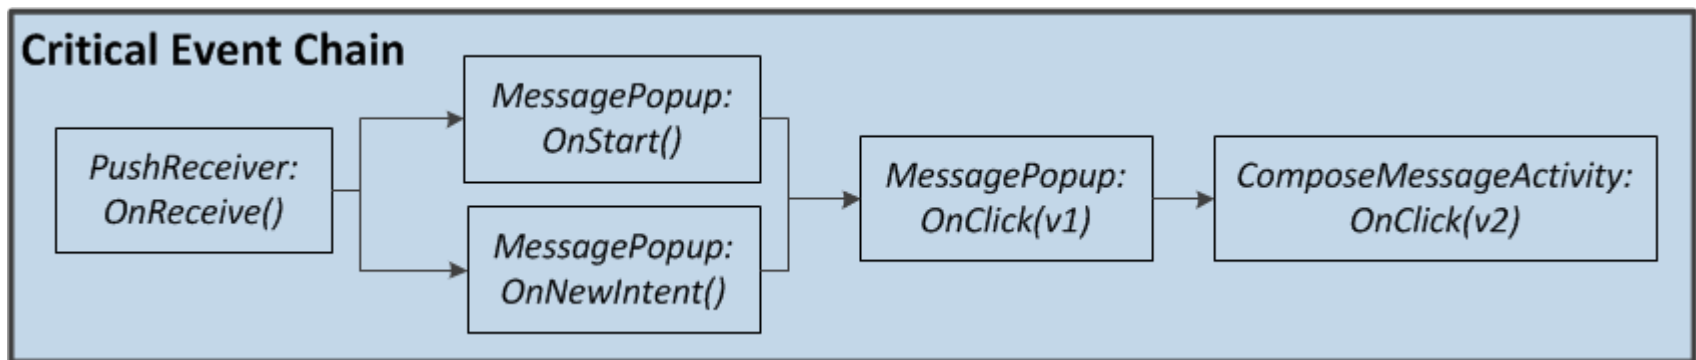 Critical Event Chain
PushReceiver:
OnReceive()
MessagePopup:
OnStart()
MessagePopup:
OnNewIntent()
MessagePopup:
OnClick(v1)
ComposeMessageActivity:
OnClick(v2)